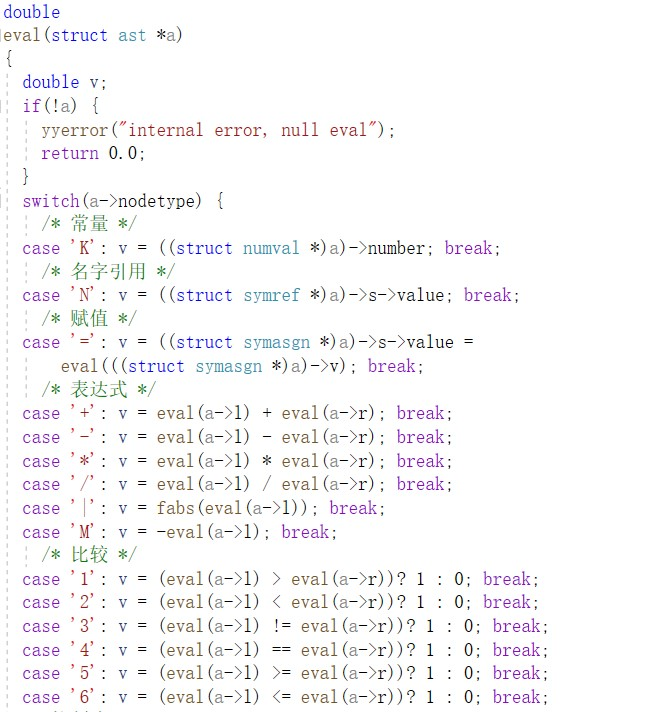 double
eval(struct ast *a)
{
  double v;
  if(!a) {
    yyerror("internal error, null eval");
    return 0.0;
  }
  switch(a->nodetype) {
    /* 常量 */
  case 'K': v = ((struct numval *)a)->number; break;
    /* 名字引用 */
  case 'N': v = ((struct symref *)a)->s->value; break;
    /* 赋值 */
  case '=': v = ((struct symasgn *)a)->s->value =
      eval(((struct symasgn *)a)->v); break;
    /* 表达式 */
  case '+': v = eval(a->l) + eval(a->r); break;
  case '-': v = eval(a->l) - eval(a->r); break;
  case '*': v = eval(a->l) * eval(a->r); break;
  case '/': v = eval(a->l) / eval(a->r); break;
  case '|': v = fabs(eval(a->l)); break;
  case 'M': v = -eval(a->l); break;
    /* 比较 */
  case '1': v = (eval(a->l) > eval(a->r))? 1 : 0; break;
  case '2': v = (eval(a->l) < eval(a->r))? 1 : 0; break;
  case '3': v = (eval(a->l) != eval(a->r))? 1 : 0; break;
  case '4': v = (eval(a->l) == eval(a->r))? 1 : 0; break;
  case '5': v = (eval(a->l) >= eval(a->r))? 1 : 0; break;
  case '6': v = (eval(a->l) <= eval(a->r))? 1 : 0; break;